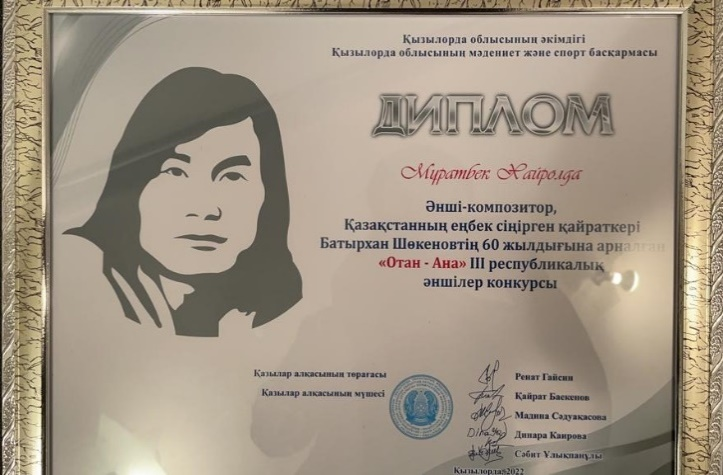 Қызылорда облысының әкімдігі
Қызылорда облысының мәдениет және спорт басқармасы
ДИПЛОМ
Мұратбек Хайролда
Әнші-композитор,
Қазақстанның еңбек сіңірген қайраткері
Батырхан Шөкеновтің 60 жылдығына арналған
«Отан - Ана» III республикалық
әншілер конкурсы
Қазылар алқасының төрағасы
Ренат Гайсин
Қазылар алқасының мүшесі
Қайрат Баскенов
Мадина Сәдуақасова
Динара Каирова
Сәбит Ұлықпанұлы
Қызылорда 2022